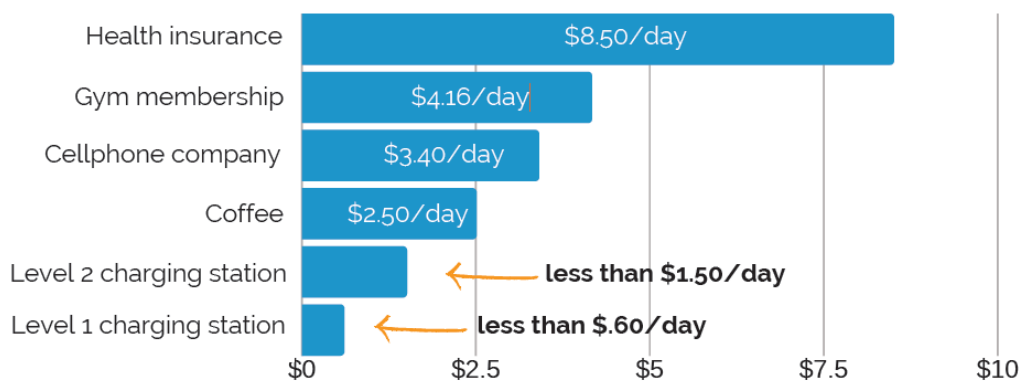 Health insurance $8.50/day
Gym membership $4.16/day
Cellphone company $3.40/day
Coffee $2.50/day
Level 2 charging station less than $1.50/day
Level 1 charging station less than $.60/day
$0 $2.5 $5 $7.5 $10